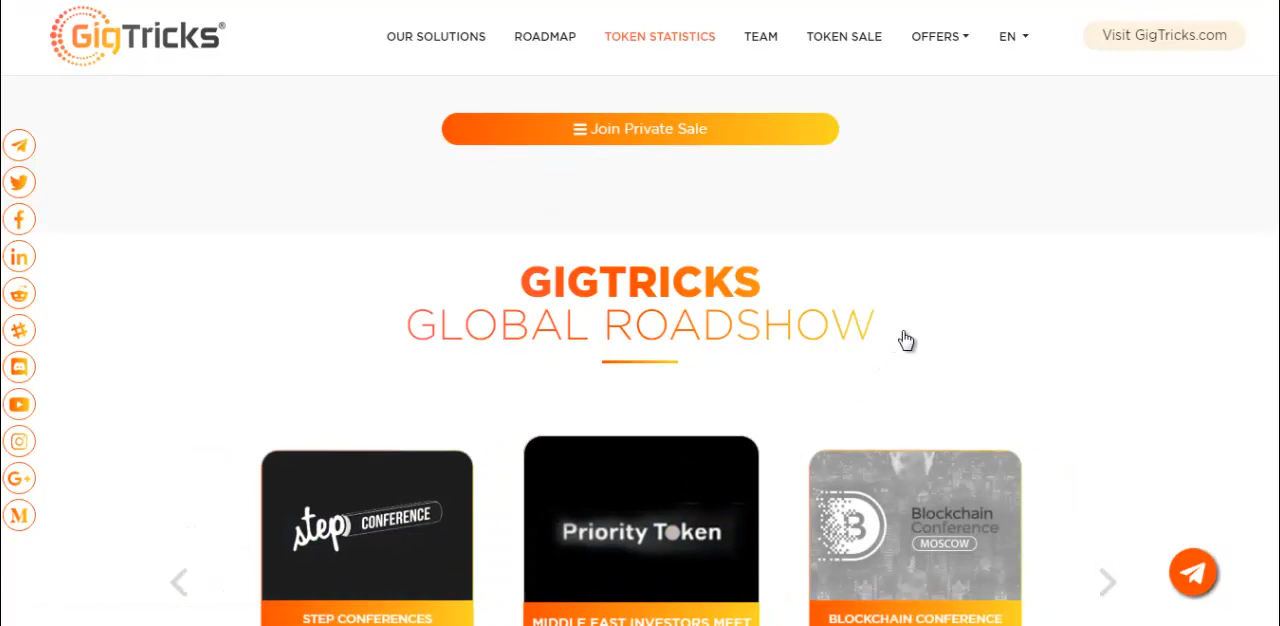 GigTricks®
OUR SOLUTIONS
ROADMAP
TOKEN STATISTICS
TEAM
TOKEN SALE
OFFERS
EN
Visit GigTricks.com
Join Private Sale
GIGTRICKS
GLOBAL ROADSHOW
in
G+
M
step CONFERENCE
Priority Token
B
Blockchain
Conference
MOSCOW
STEP CONFERENCES
MIDDLE EAST INVESTORS MEET
BLOCKCHAIN CONFERENCE